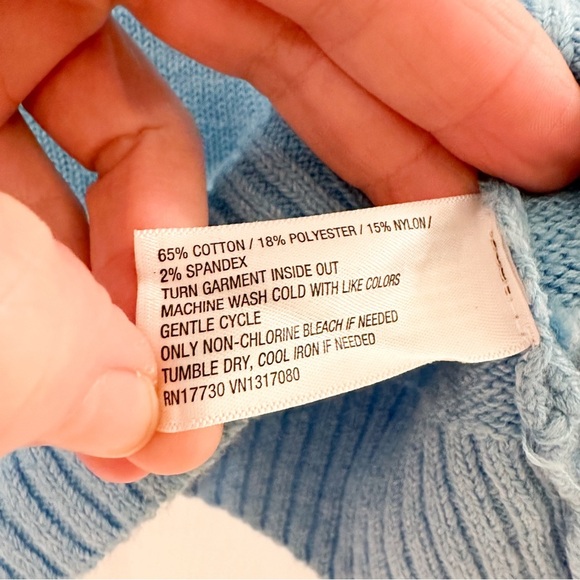 65% COTTON / 18% POLYESTER / 15% NYLON /
2% SPANDEX
TURN GARMENT INSIDE OUT
MACHINE WASH COLD WITH LIKE COLORS
GENTLE CYCLE
ONLY NON-CHLORINE BLEACH IF NEEDED
TUMBLE DRY, COOL IRON IF NEEDED
RN17730 VN1317080